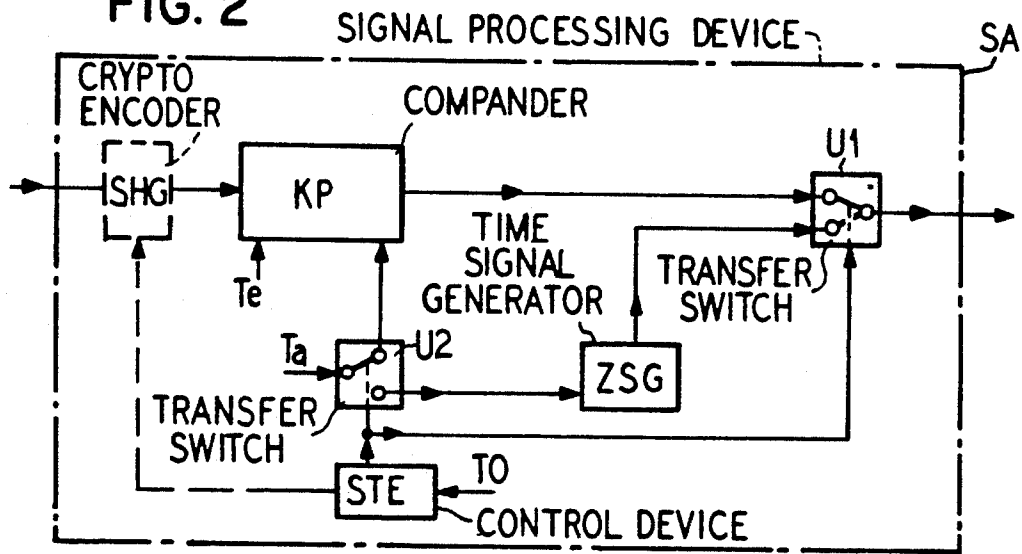 FIG. 2
SIGNAL PROCESSING DEVICE
SA
CRYPTO
ENCODER
COMPANDER
U1
SHG
KP
TIME
SIGNAL
GENERATOR
TRANSFER
SWITCH
Te
Ta
U2
ZSG
TRANSFER
SWITCH
STE
TO
CONTROL DEVICE